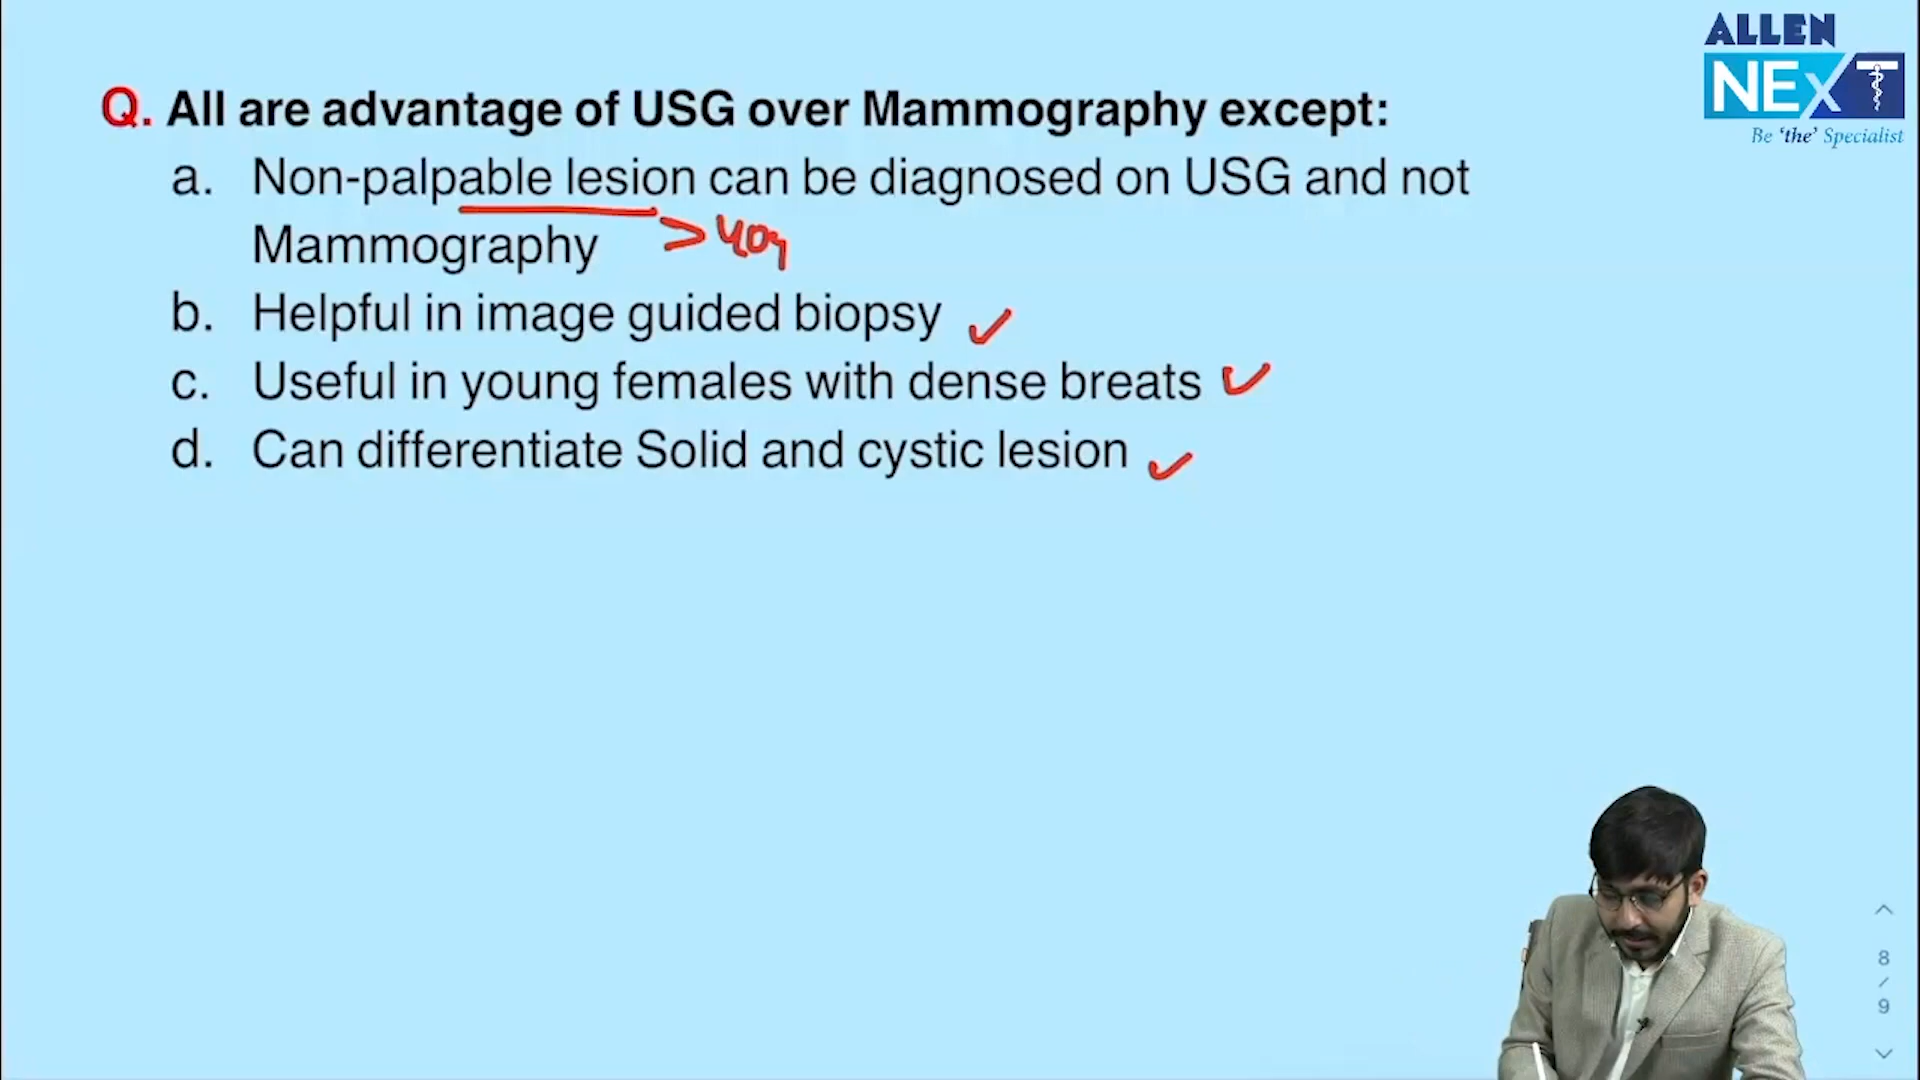 ALLEN
NEXT
Be 'the' Specialist
Q. All are advantage of USG over Mammography except:
a. Non-palpable lesion can be diagnosed on USG and not
Mammography > 40y
b. Helpful in image guided biopsy ✓
c. Useful in young females with dense breats ✓
d. Can differentiate Solid and cystic lesion ✓
8
/
9